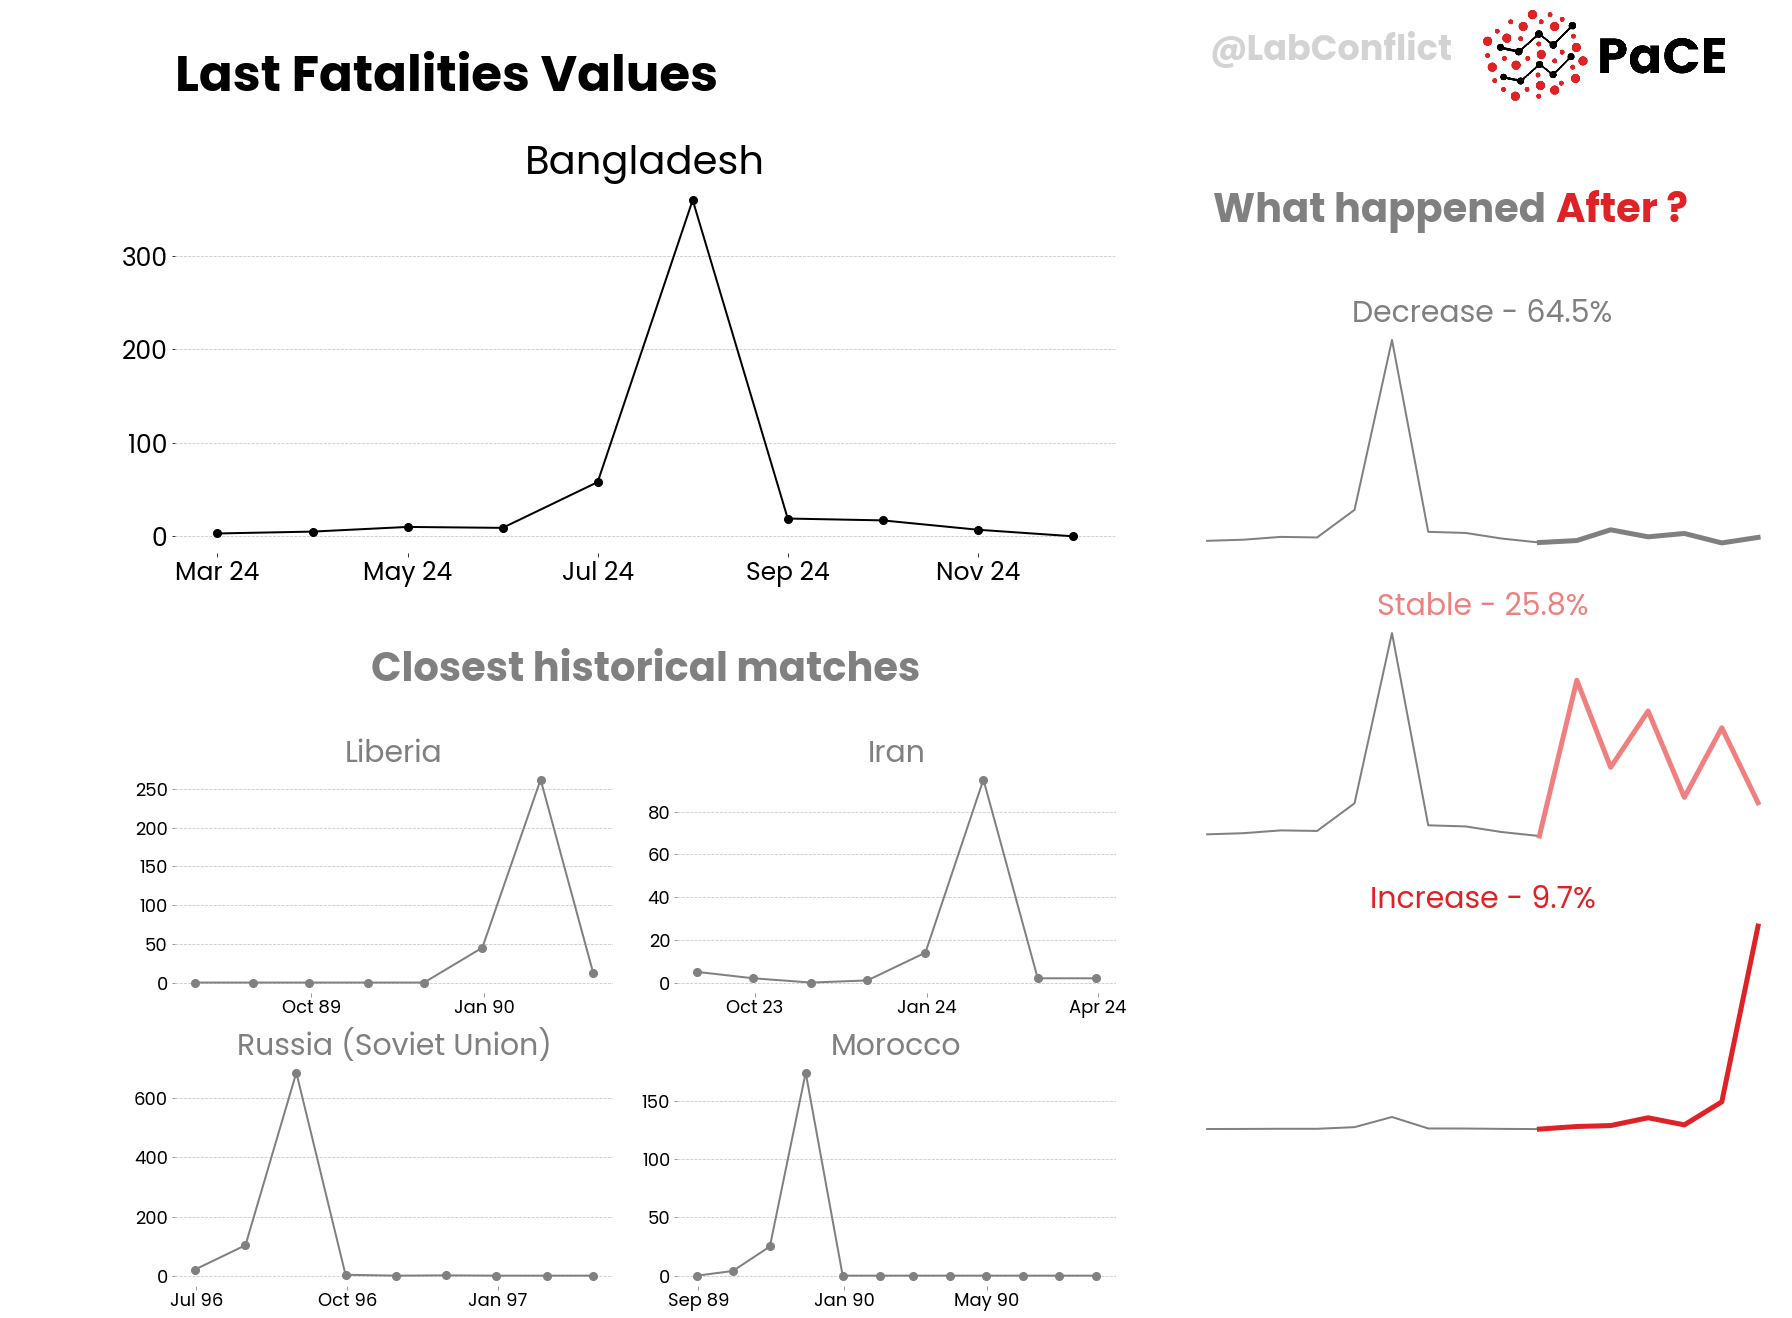 @LabConflict
PaCE
Last Fatalities Values
Bangladesh
300
200
100
0
Mar 24 May 24 Jul 24 Sep 24 Nov 24
What happened After ?
Decrease - 64.5%
Stable - 25.8%
Increase - 9.7%
Closest historical matches
Liberia
250
200
150
100
50
0
Oct 89 Jan 90
Iran
80
60
40
20
0
Oct 23 Jan 24 Apr 24
Russia (Soviet Union)
600
400
200
0
Jul 96 Oct 96 Jan 97
Morocco
150
100
50
0
Sep 89 Jan 90 May 90